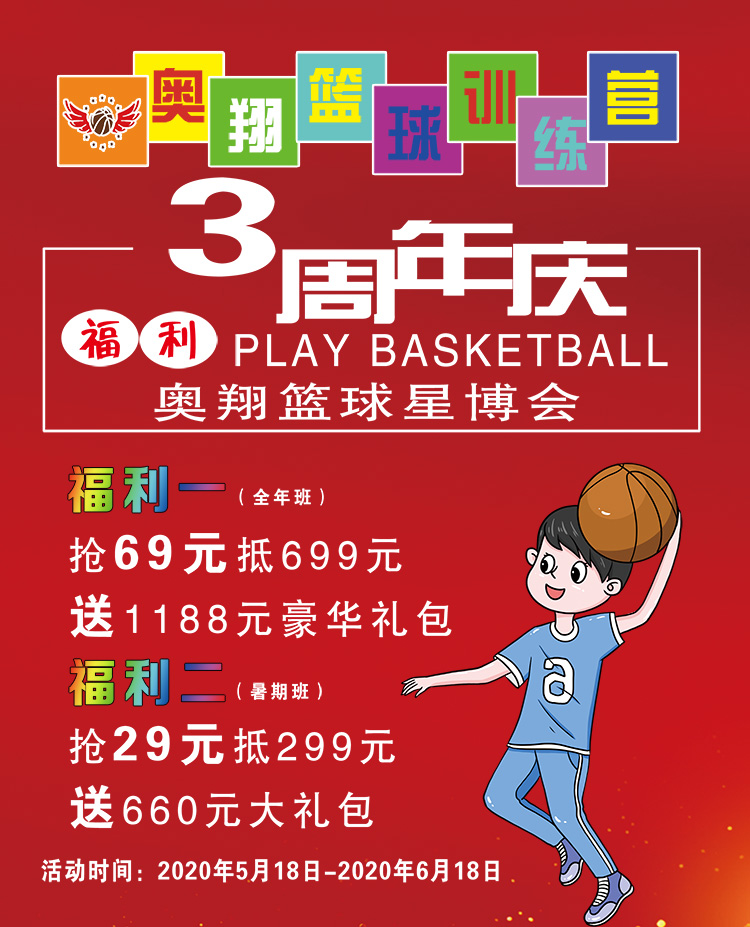 奥翔篮球训练营
3周年庆
福利 PLAY BASKETBALL
奥翔篮球星博会
福利一（全年班）
抢69元抵699元
送1188元豪华礼包
福利二（暑期班）
抢29元抵299元
送660元大礼包
活动时间：2020年5月18日-2020年6月18日
a